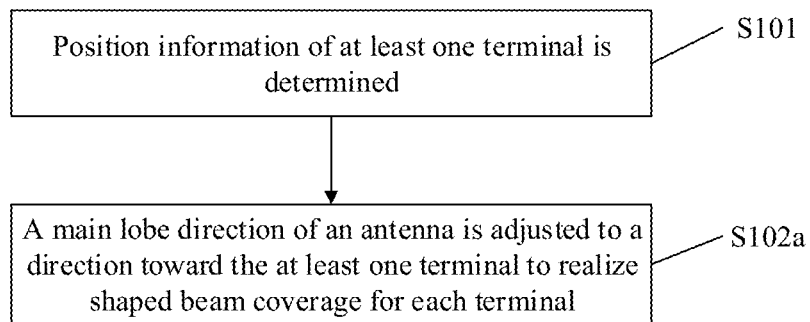 Position information of at least one terminal is
determined
S101
A main lobe direction of an antenna is adjusted to a
direction toward the at least one terminal to realize
shaped beam coverage for each terminal
S102a